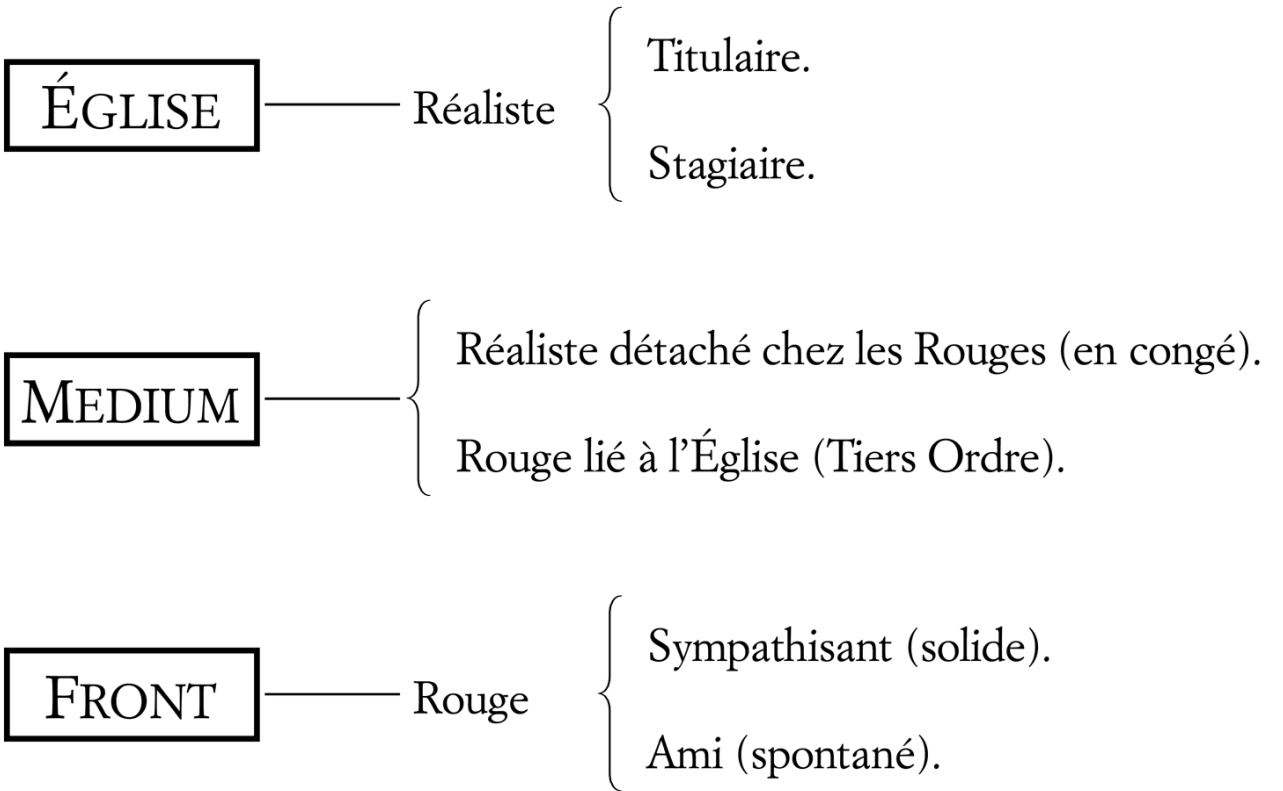 Titulaire.
ÉGLISE Réaliste
Stagiaire.
Réaliste détaché chez les Rouges (en congé).
MEDIUM
Rouge lié à l’Église (Tiers Ordre).
Sympathisant (solide).
FRONT Rouge
Ami (spontané).